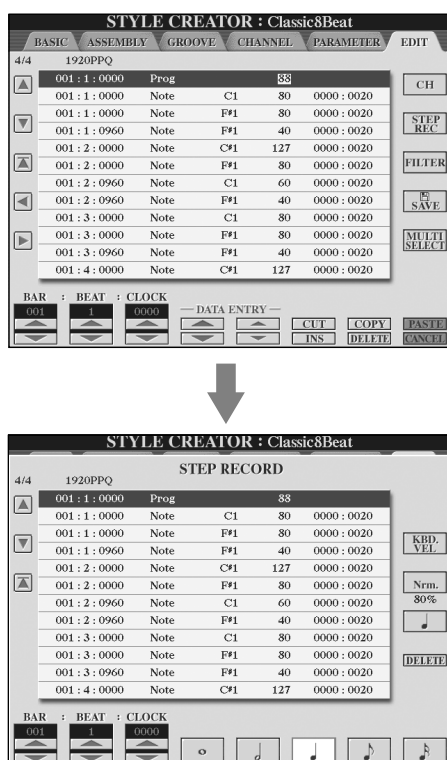 STYLE CREATOR : Classic8Beat
BASIC ASSEMBLY GROOVE CHANNEL PARAMETER EDIT
4/4 1920PPQ
001 : 1 : 0000 Prog 88
CH
001 : 1 : 0000 Note C1 80 0000 : 0020
001 : 1 : 0000 Note F#1 80 0000 : 0020
STEP REC
001 : 1 : 0960 Note F#1 40 0000 : 0020
001 : 2 : 0000 Note C#1 127 0000 : 0020
001 : 2 : 0000 Note F#1 80 0000 : 0020
FILTER
001 : 2 : 0960 Note C1 60 0000 : 0020
001 : 2 : 0960 Note F#1 40 0000 : 0020
SAVE
001 : 3 : 0000 Note C1 80 0000 : 0020
001 : 3 : 0000 Note F#1 80 0000 : 0020
MULTI SELECT
001 : 3 : 0960 Note F#1 40 0000 : 0020
001 : 4 : 0000 Note C#1 127 0000 : 0020
BAR : BEAT : CLOCK
001 1 0000
DATA ENTRY
CUT COPY PASTE
INS DELETE CANCEL
STYLE CREATOR : Classic8Beat
STEP RECORD
4/4 1920PPQ
001 : 1 : 0000 Prog 88
001 : 1 : 0000 Note C1 80 0000 : 0020
001 : 1 : 0000 Note F#1 80 0000 : 0020
KBD. VEL
001 : 1 : 0960 Note F#1 40 0000 : 0020
001 : 2 : 0000 Note C#1 127 0000 : 0020
001 : 2 : 0000 Note F#1 80 0000 : 0020
Nrm.
80%
001 : 2 : 0960 Note C1 60 0000 : 0020
001 : 2 : 0960 Note F#1 40 0000 : 0020
001 : 3 : 0000 Note C1 80 0000 : 0020
001 : 3 : 0000 Note F#1 80 0000 : 0020
DELETE
001 : 3 : 0960 Note F#1 40 0000 : 0020
001 : 4 : 0000 Note C#1 127 0000 : 0020
BAR : BEAT : CLOCK
001 1 0000